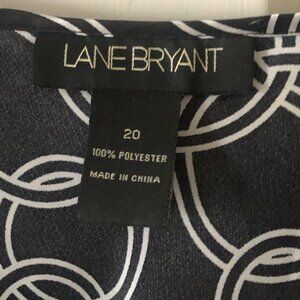 LANE BRYANT
20
100% POLYESTER
MADE IN CHINA